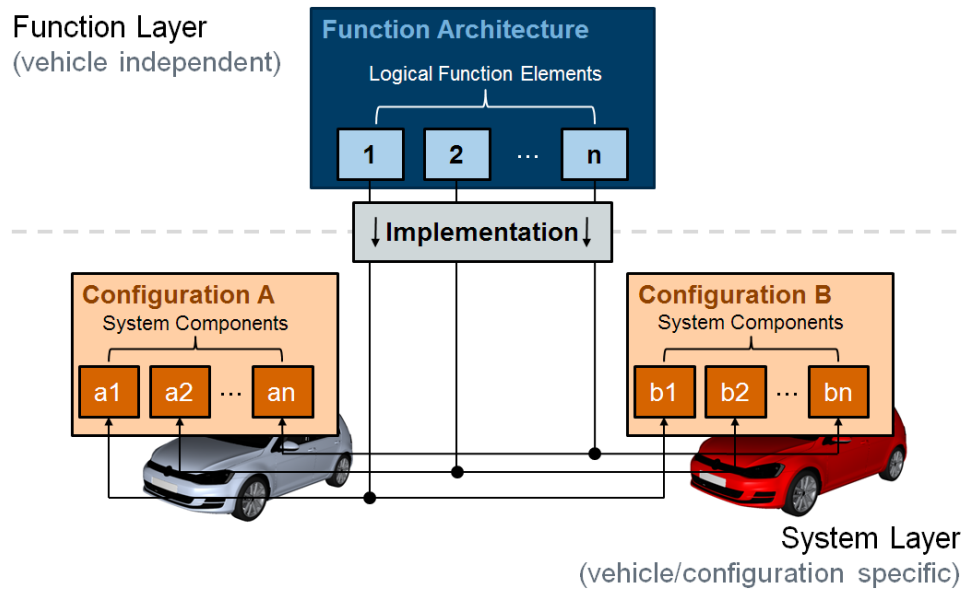 Function Layer
(vehicle independent)
Function Architecture
Logical Function Elements
1 2 ... n
Implementation
Configuration A
System Components
a1 a2 ... an
Configuration B
System Components
b1 b2 ... bn
System Layer
(vehicle/configuration specific)